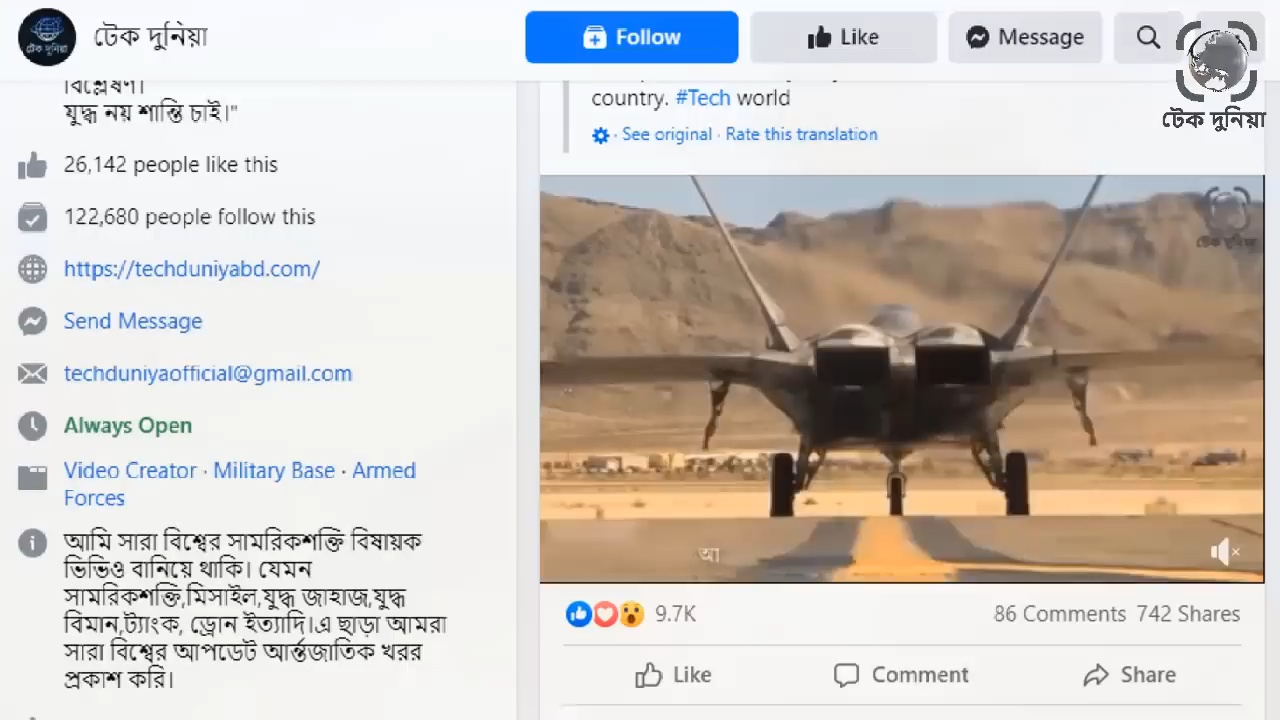 টেক দুনিয়া
টেক দুনিয়া
Follow
Like
Message
টেক দুনিয়া
বিশ্লেষণ।
যুদ্ধ নয় শান্তি চাই।"
26,142 people like this
122,680 people follow this
https://techduniyabd.com/
Send Message
techduniyaofficial@gmail.com
Always Open
Video Creator · Military Base · Armed
Forces
আমি সারা বিশ্বের সামরিকশক্তি বিষায়ক
ভিভিও বানিয়ে থাকি। যেমন
সামরিকশক্তি,মিসাইল,যুদ্ধ জাহাজ,যুদ্ধ
বিমান,ট্যাংক, ড্রোন ইত্যাদি।এ ছাড়া আমরা
সারা বিশ্বের আপডেট আর্ন্তজাতিক খরর
প্রকাশ করি।
country. #Tech world
· See original · Rate this translation
টেক দুনিয়া
আ
9.7K
86 Comments 742 Shares
Like
Comment
Share